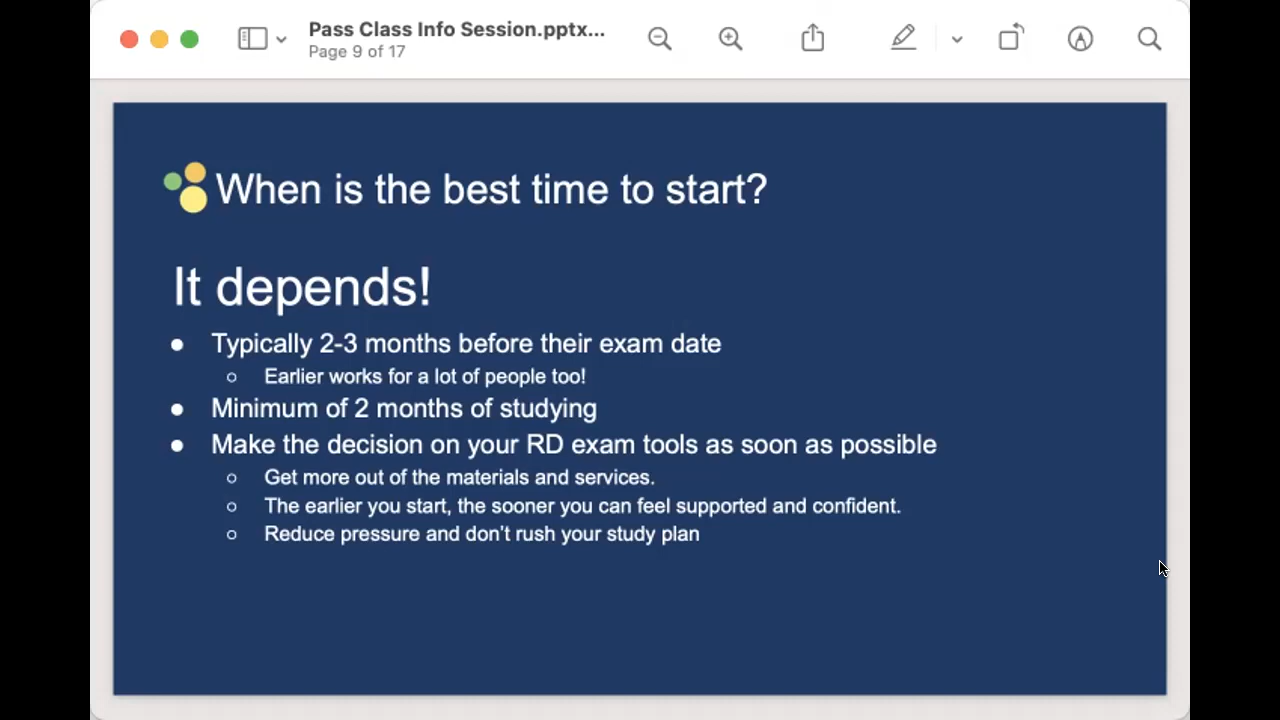 Pass Class Info Session.pptx...
Page 9 of 17
When is the best time to start?
It depends!
● Typically 2-3 months before their exam date
○ Earlier works for a lot of people too!
● Minimum of 2 months of studying
● Make the decision on your RD exam tools as soon as possible
○ Get more out of the materials and services.
○ The earlier you start, the sooner you can feel supported and confident.
○ Reduce pressure and don’t rush your study plan